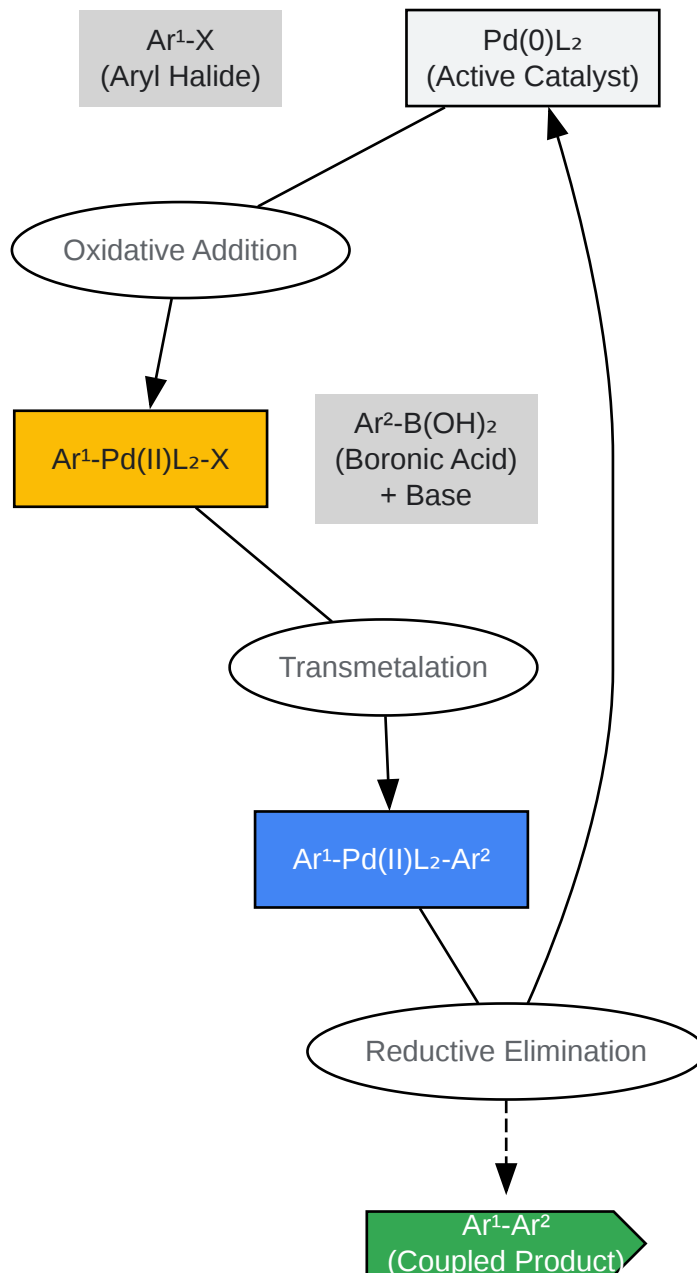 Ar¹-X
(Aryl Halide)
Pd(0)L₂
(Active Catalyst)
Oxidative Addition
Ar¹-Pd(II)L₂-X
Ar²-B(OH)₂
(Boronic Acid)
+ Base
Transmetalation
Ar¹-Pd(II)L₂-Ar²
Reductive Elimination
Ar¹-Ar²
(Coupled Product)